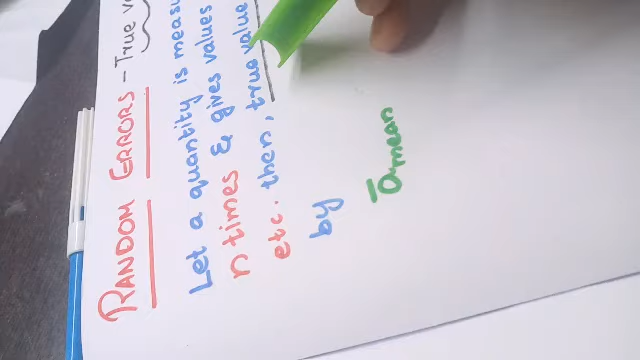 RANDOM ERRORS - True
Let a quantity is measu
n times & gives values
etc. then, true value
by
ā mean